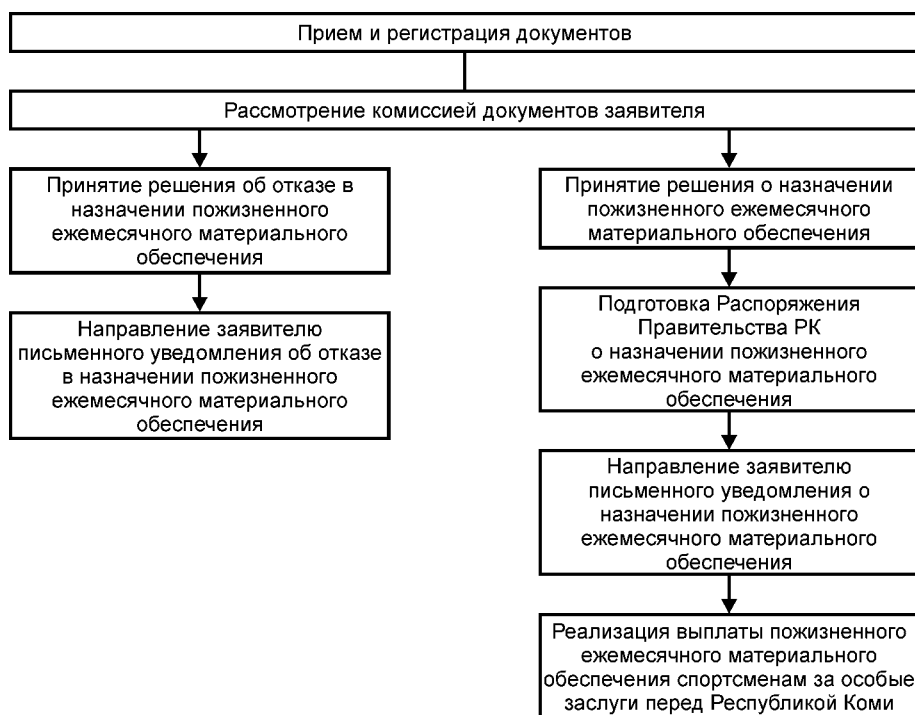 Прием и регистрация документов
Рассмотрение комиссией документов заявителя
Принятие решения об отказе в
назначении пожизненного
ежемесячного материального
обеспечения
Направление заявителю
письменного уведомления об отказе
в назначении пожизненного
ежемесячного материального
обеспечения
Принятие решения о назначении
пожизненного ежемесячного
материального обеспечения
Подготовка Распоряжения
Правительства РК
о назначении пожизненного
ежемесячного материального
обеспечения
Направление заявителю
письменного уведомления о
назначении пожизненного
ежемесячного материального
обеспечения
Реализация выплаты пожизненного
ежемесячного материального
обеспечения спортсменам за особые
заслуги перед Республикой Коми